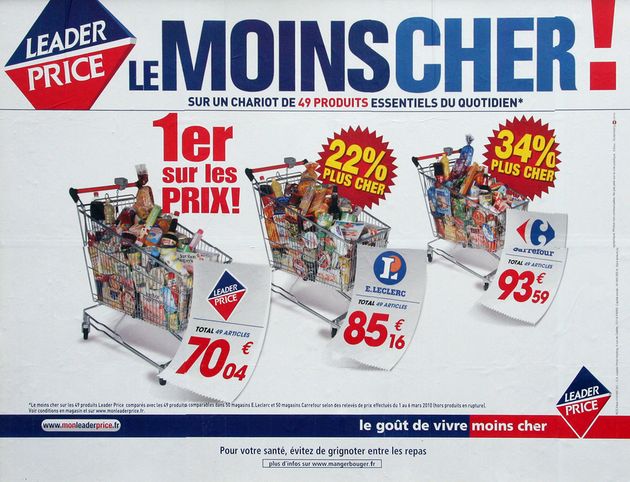 LEADER
PRICE
LE MOINS CHER !
SUR UN CHARIOT DE 49 PRODUITS ESSENTIELS DU QUOTIDIEN*
1er
sur les
PRIX!
22%
PLUS CHER
34%
PLUS CHER
LEADER
PRICE
TOTAL 49 ARTICLES
70€04
L
E.LECLERC
TOTAL 49 ARTICLES
85€16
Carrefour
TOTAL 49 ARTICLES
93€59
*Le moins cher sur les 49 produits Leader Price comparés avec les 49 produits comparables dans 50 magasins E.Leclerc et 50 magasins Carrefour selon des relevés de prix effectués du 1 au 6 mars 2010 (hors produits en rupture).
Voir conditions en magasin et sur www.monleaderprice.fr
www.monleaderprice.fr
le goût de vivre moins cher
LEADER
PRICE
Pour votre santé, évitez de grignoter entre les repas
plus d'infos sur www.mangerbouger.fr